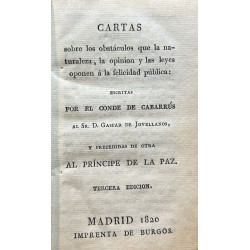 CARTAS
sobre los obstáculos que la na-
turaleza, la opinion y las leyes
oponen á la felicidad pública:
ESCRITAS
POR EL CONDE DE CABARRÚS
AL SR. D. GASPAR DE JOVELLANOS,
Y PRECEDIDAS DE OTRA
AL PRÍNCIPE DE LA PAZ.
TERCERA EDICION.
MADRID 1820
IMPRENTA DE BURGOS.